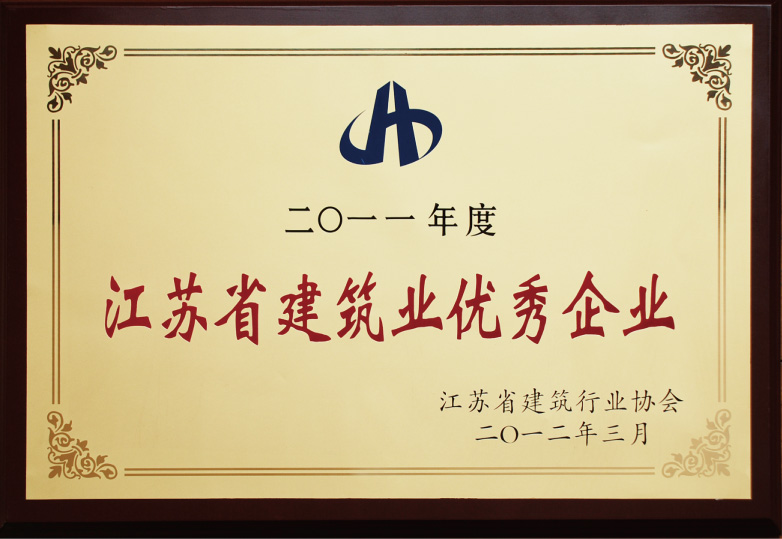 二〇一一年度
江苏省建筑业优秀企业
江苏省建筑行业协会
二〇一二年三月